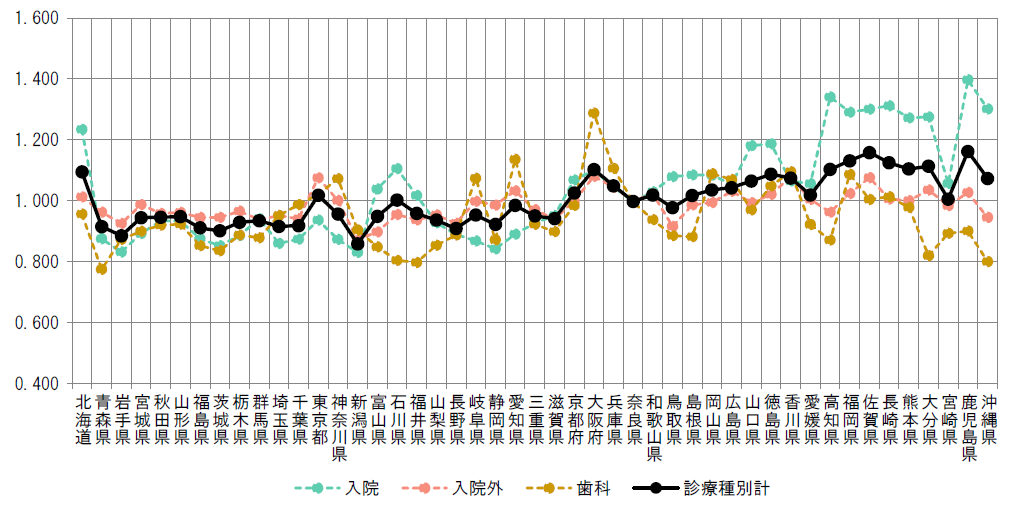 1.600
1.400
1.200
1.000
0.800
0.600
0.400
北海道
青森県
岩手県
宮城県
秋田県
山形県
福島県
茨城県
栃木県
群馬県
埼玉県
千葉県
東京都
神奈川県
新潟県
富山県
石川県
福井県
山梨県
長野県
岐阜県
静岡県
愛知県
三重県
滋賀県
京都府
大阪府
兵庫県
奈良県
和歌山県
鳥取県
島根県
岡山県
広島県
山口県
徳島県
香川県
愛媛県
高知県
福岡県
佐賀県
長崎県
熊本県
大分県
宮崎県
鹿児島県
沖縄県
入院 入院外 歯科 診療種別計